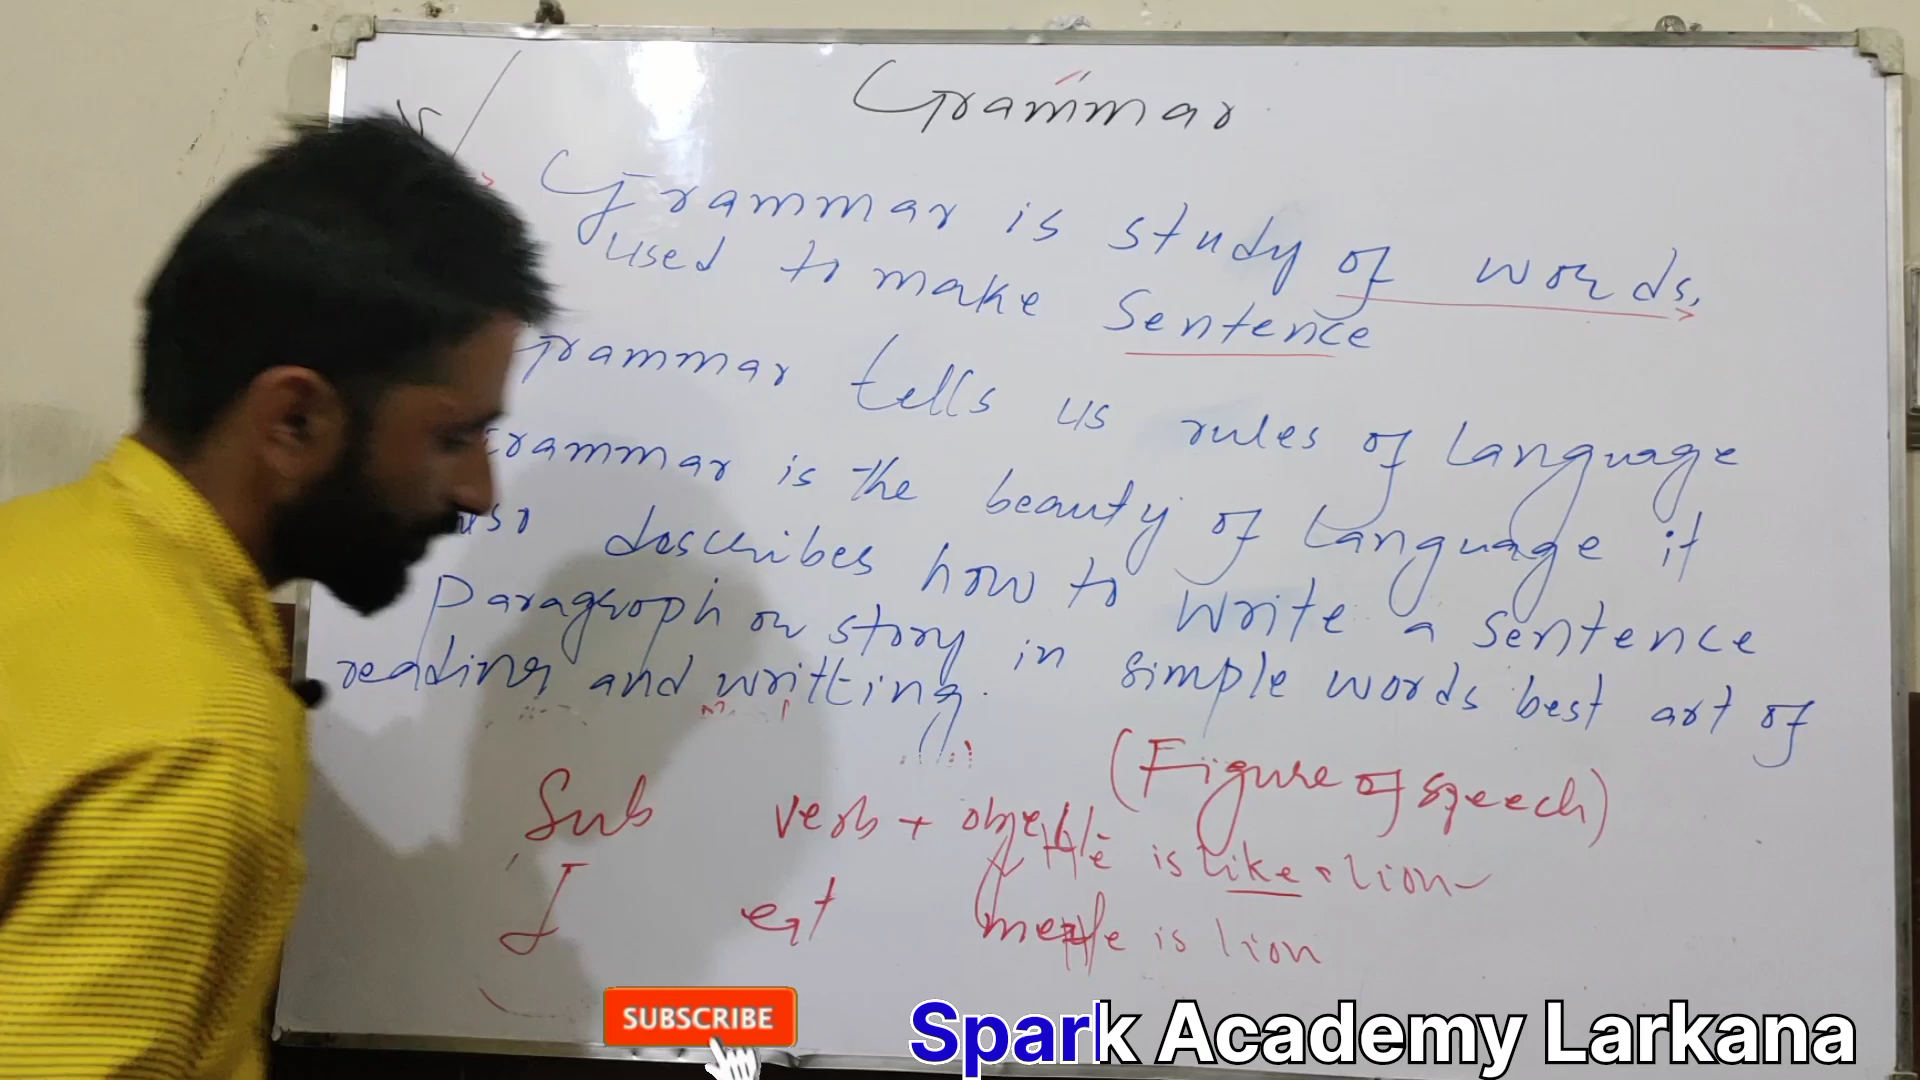 Grammar
Grammar is study of words,
used to make Sentence
Grammar tells us rules of language
Grammar is the beauty of language it
also describes how to write a sentence
Paragraph or story in simple words best art of
reading and writting.
(Figure of speech)
Sub verb + object
He is like a lion
I eat
He is lion
SUBSCRIBE
Spark Academy Larkana